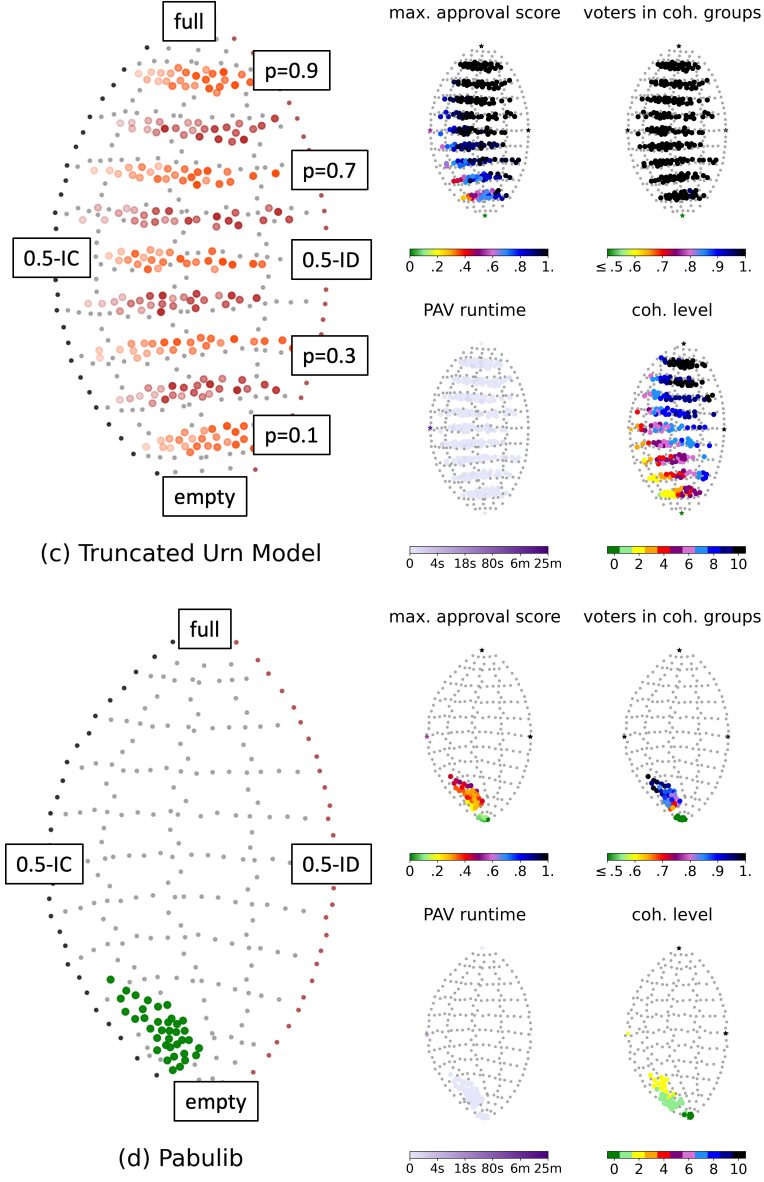 full
p=0.9
p=0.7
0.5-IC
0.5-ID
p=0.3
p=0.1
empty
(c) Truncated Urn Model
max. approval score
0 .2 .4 .6 .8 1.
voters in coh. groups
≤.5 .6 .7 .8 .9 1.
PAV runtime
0 4s 18s 80s 6m 25m
coh. level
0 2 4 6 8 10
full
0.5-IC
0.5-ID
empty
(d) Pabulib
max. approval score
0 .2 .4 .6 .8 1.
voters in coh. groups
≤.5 .6 .7 .8 .9 1.
PAV runtime
0 4s 18s 80s 6m 25m
coh. level
0 2 4 6 8 10